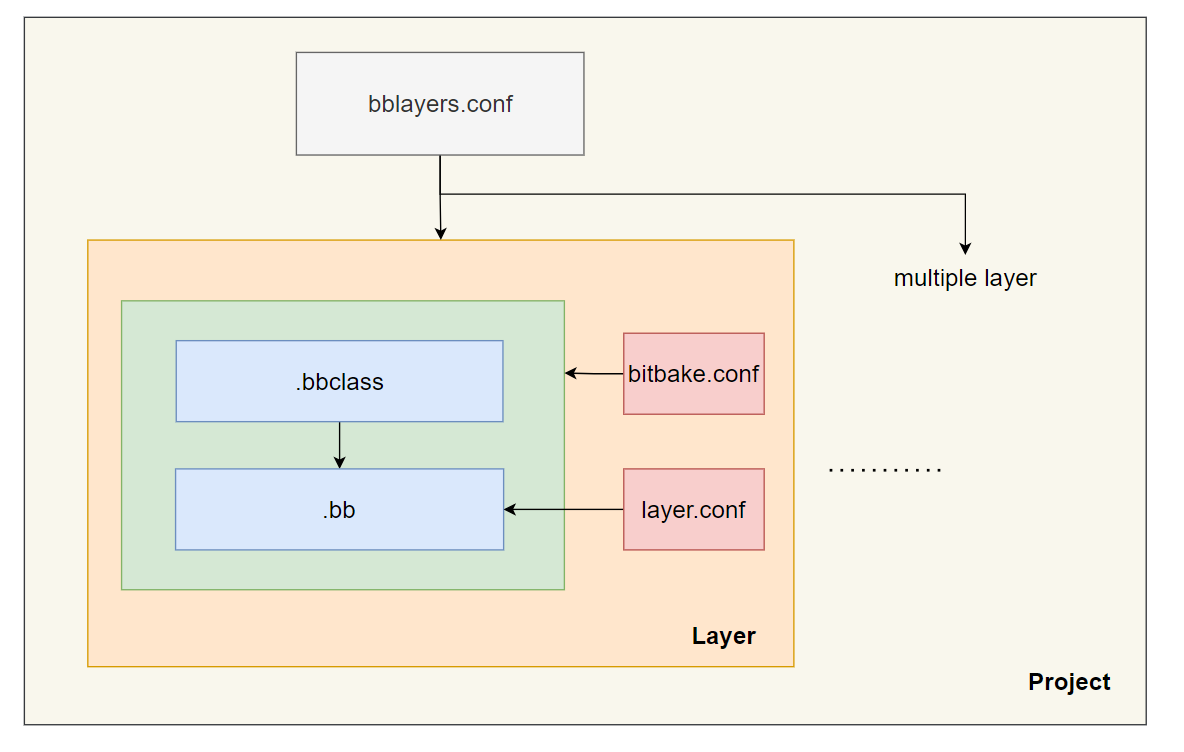 bblayers.conf
multiple layer
.bbclass
bitbake.conf
.bb
layer.conf
...........
Layer
Project